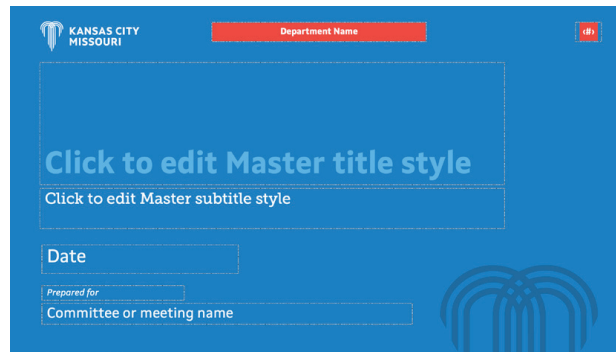 KANSAS CITY
MISSOURI
Department Name
‹#›
Click to edit Master title style
Click to edit Master subtitle style
Date
Prepared for
Committee or meeting name